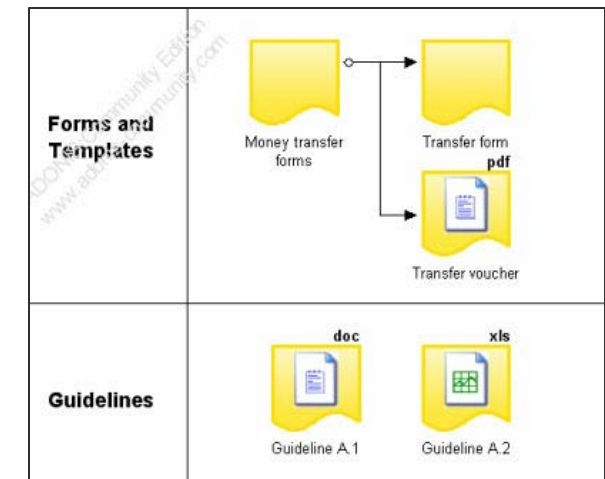 ADONIS Community Edition
www.adonis-community.com
Forms and
Templates
Money transfer
forms
Transfer form
pdf
Transfer voucher
Guidelines
doc
Guideline A.1
xls
Guideline A.2